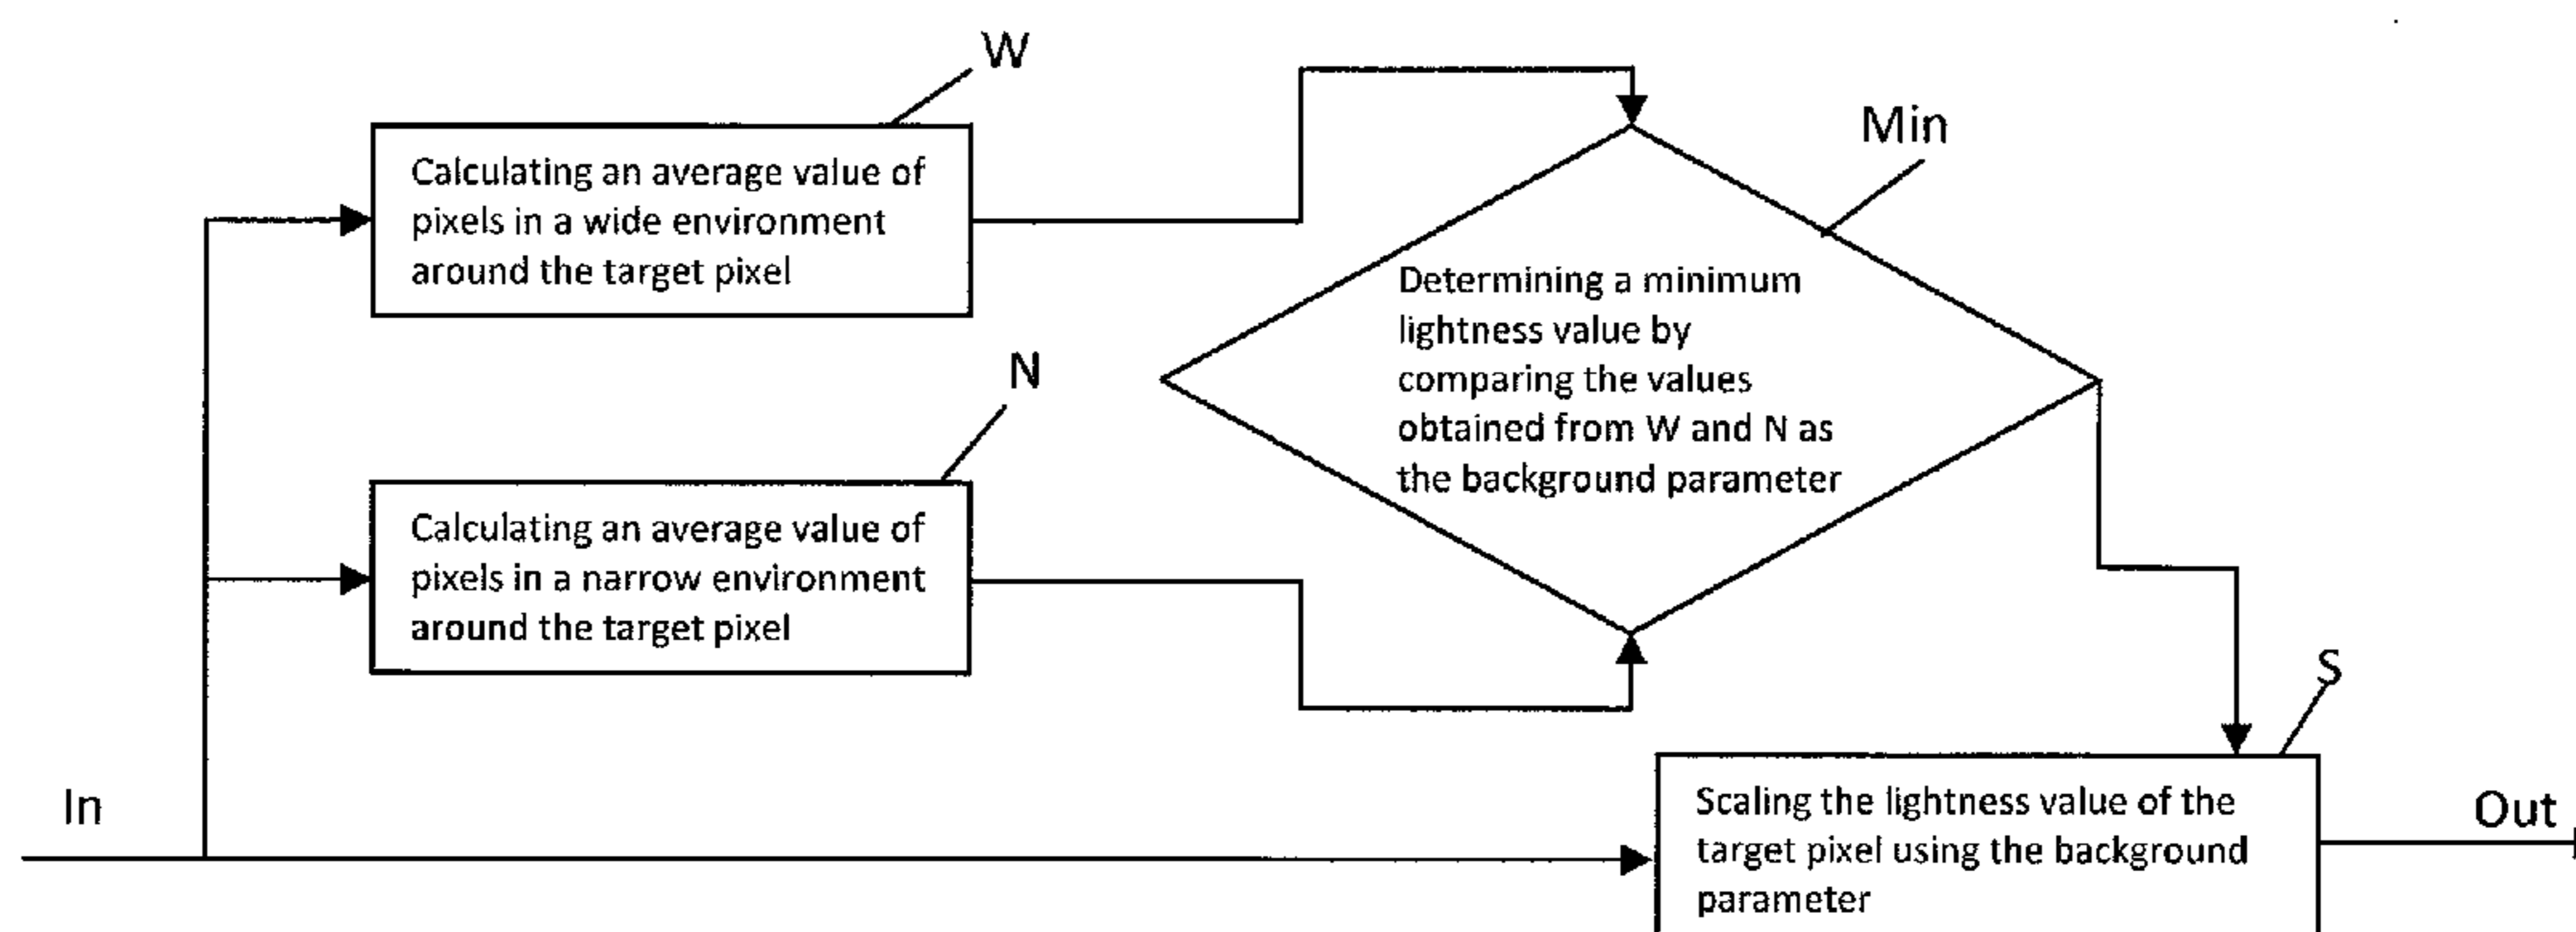 W
Calculating an average value of
pixels in a wide environment
around the target pixel
Min
Determining a minimum
lightness value by
comparing the values
obtained from W and N as
the background parameter
N
Calculating an average value of
pixels in a narrow environment
around the target pixel
S
In
Scaling the lightness value of the
target pixel using the background
parameter
Out